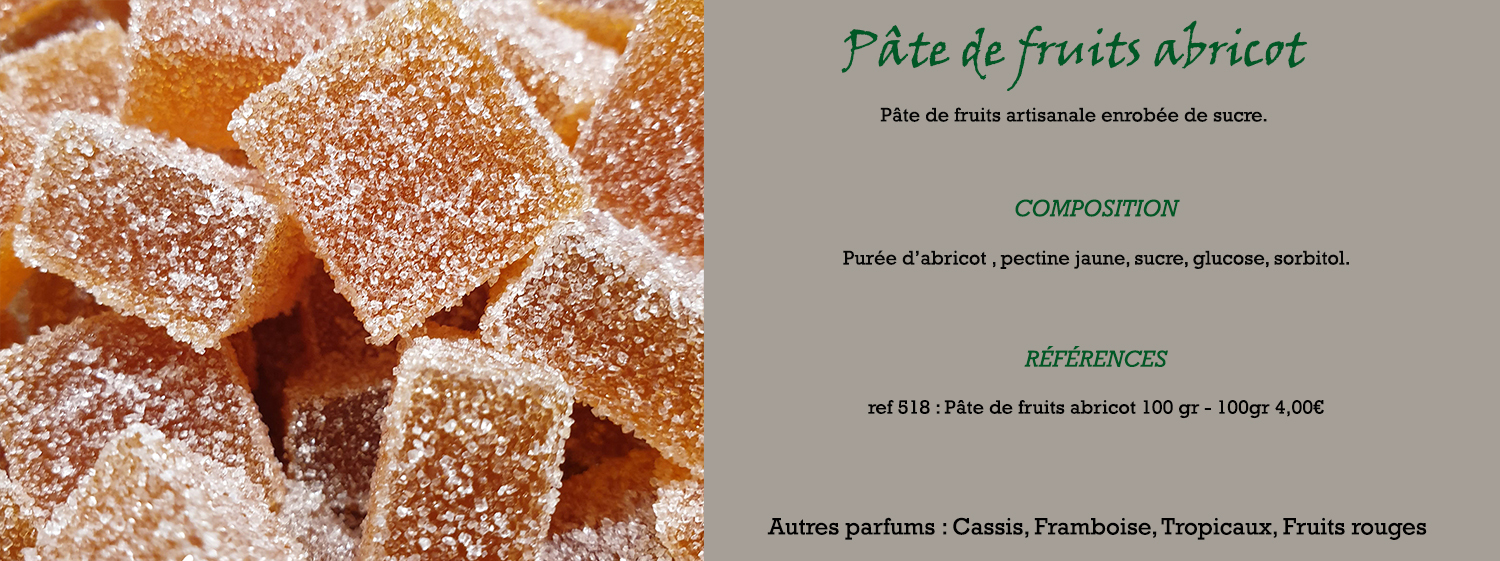 Pâte de fruits abricot
Pâte de fruits artisanale enrobée de sucre.
COMPOSITION
Purée d’abricot , pectine jaune, sucre, glucose, sorbitol.
RÉFÉRENCES
ref 518 : Pâte de fruits abricot 100 gr - 100gr 4,00€
Autres parfums : Cassis, Framboise, Tropicaux, Fruits rouges